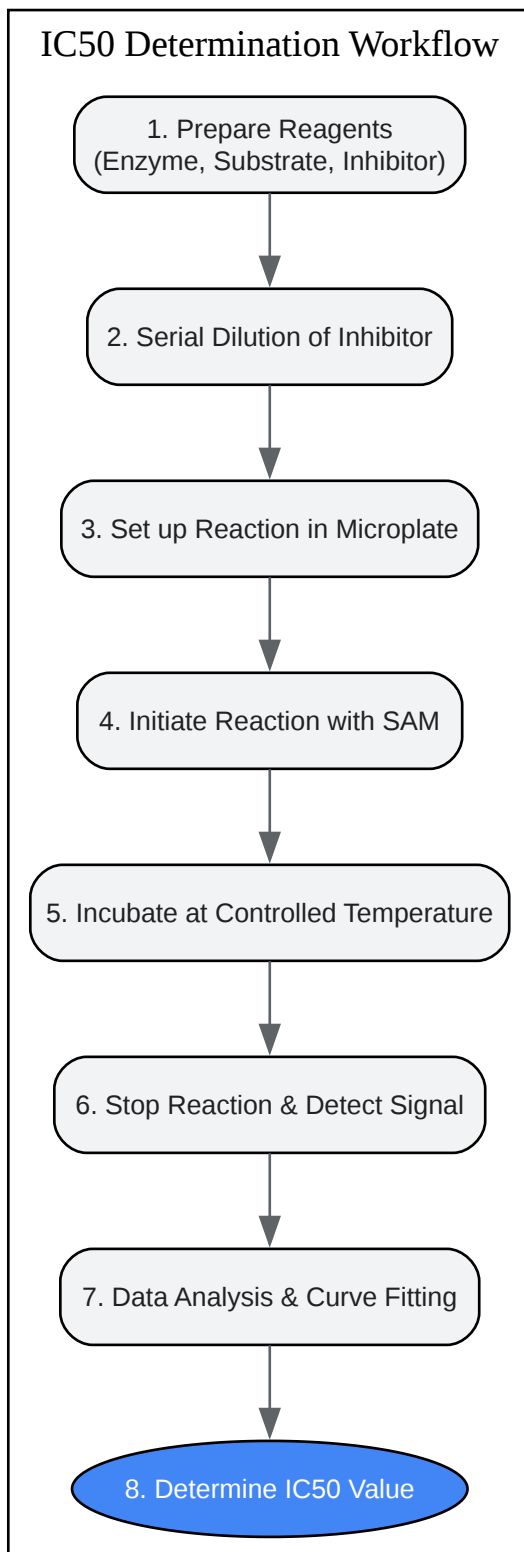 IC50 Determination Workflow
1. Prepare Reagents
(Enzyme, Substrate, Inhibitor)
2. Serial Dilution of Inhibitor
3. Set up Reaction in Microplate
4. Initiate Reaction with SAM
5. Incubate at Controlled Temperature
6. Stop Reaction & Detect Signal
7. Data Analysis & Curve Fitting
8. Determine IC50 Value